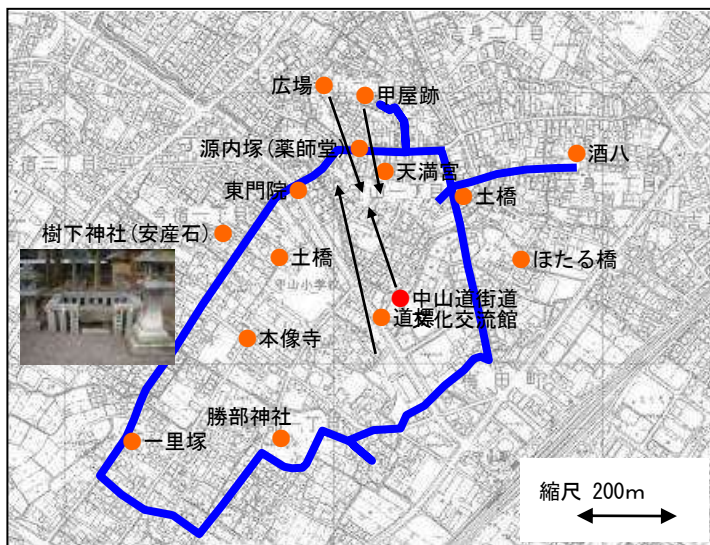 広場
甲屋跡
源内塚(薬師堂)
天満宮
酒八
東門院
土橋
樹下神社(安産石)
土橋
ほたる橋
中山道街道
文化交流館
道標
本像寺
勝部神社
一里塚
縮尺 200m